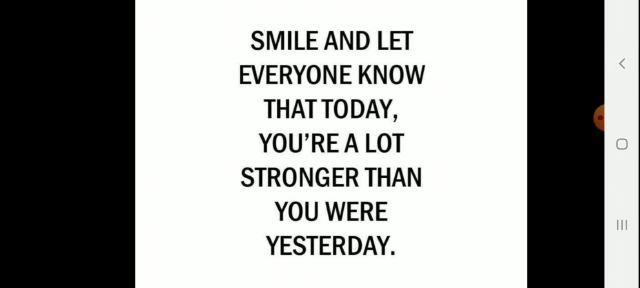 SMILE AND LET
EVERYONE KNOW
THAT TODAY,
YOU’RE A LOT
STRONGER THAN
YOU WERE
YESTERDAY.